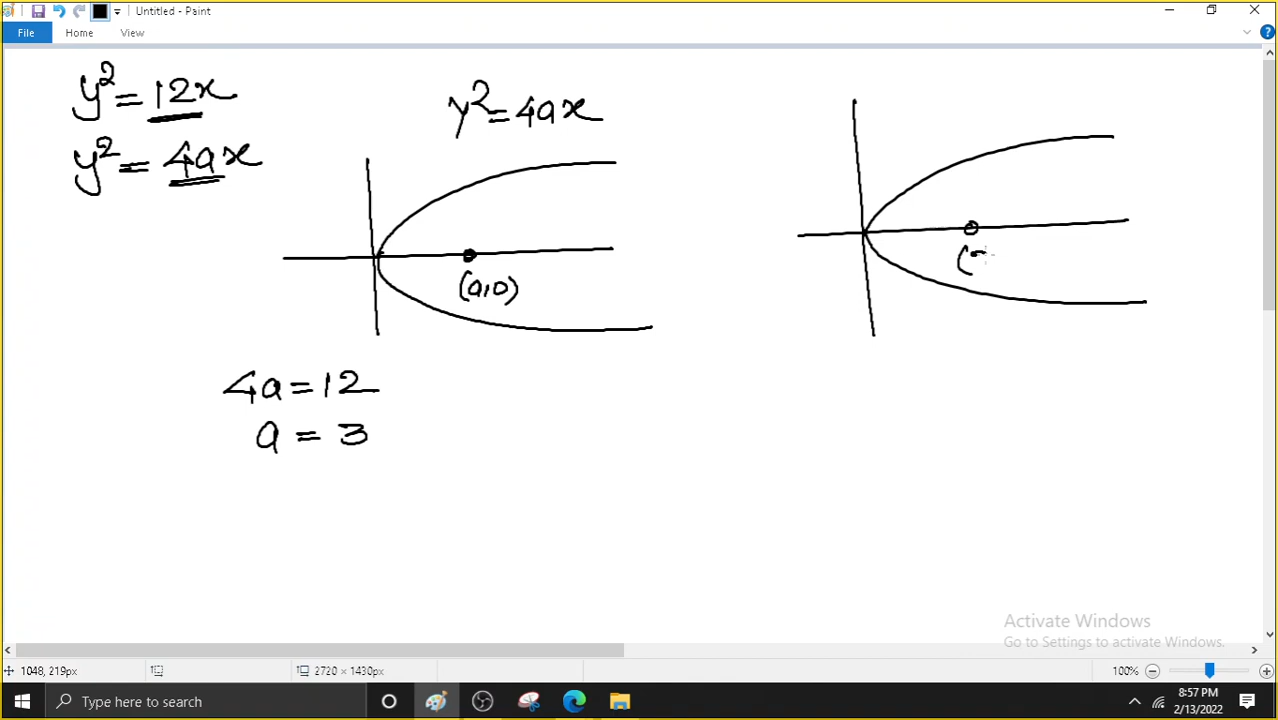 Untitled - Paint
File Home View
y² = 12x
y² = 4ax
y² = 4ax
(a,0)
(
4a = 12
a = 3
Activate Windows
Go to Settings to activate Windows.
1048, 219px
2720 × 1430px
100%
Type here to search
8:57 PM
2/13/2022